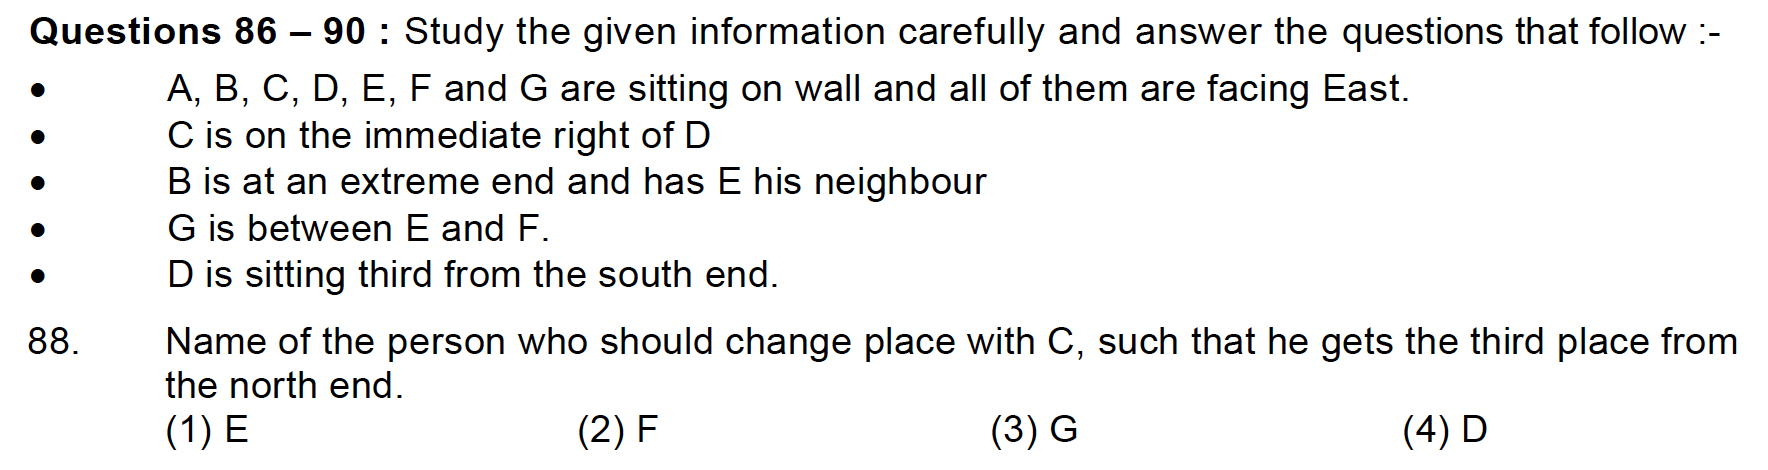 Questions 86 – 90 : Study the given information carefully and answer the questions that follow :-
• A, B, C, D, E, F and G are sitting on wall and all of them are facing East.
• C is on the immediate right of D
• B is at an extreme end and has E his neighbour
• G is between E and F.
• D is sitting third from the south end.
88. Name of the person who should change place with C, such that he gets the third place from
the north end.
(1) E (2) F (3) G (4) D